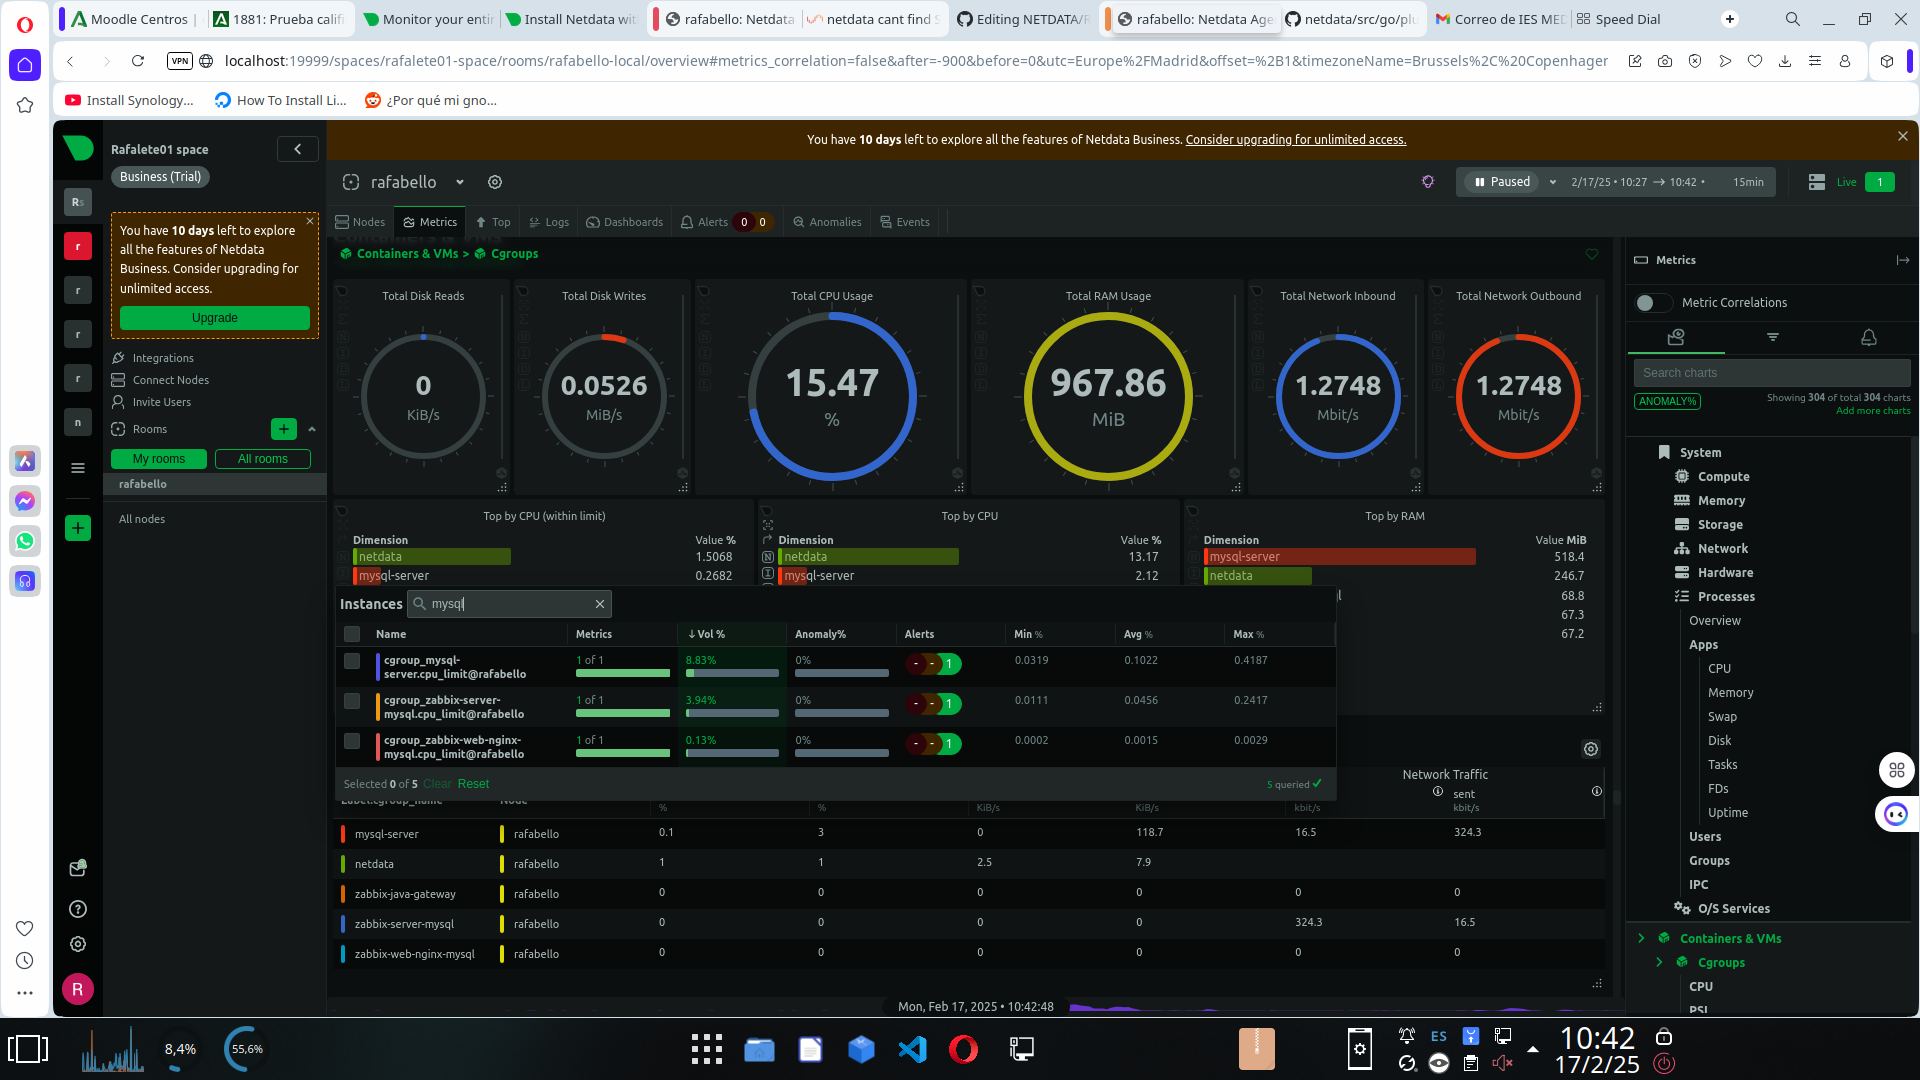 Moodle Centros |
1881: Prueba calif
Monitor your entir
Install Netdata wit
rafabello: Netdata
netdata cant find S
Editing NETDATA/R
rafabello: Netdata Age
netdata/src/go/plu
Correo de IES MED
Speed Dial
VPN
localhost:19999/spaces/rafalete01-space/rooms/rafabello-local/overview#metrics_correlation=false&after=-900&before=0&utc=Europe%2FMadrid&offset=%2B1&timezoneName=Brussels%2C%20Copenhagen
Install Synology...
How To Install Li...
¿Por qué mi gno...
You have 10 days left to explore all the features of Netdata Business. Consider upgrading for unlimited access.
Rafalete01 space
Business (Trial)
Rs
r
r
r
r
n
You have 10 days left to explore
all the features of Netdata
Business. Consider upgrading for
unlimited access.
Upgrade
Integrations
Connect Nodes
Invite Users
Rooms
My rooms
All rooms
rafabello
All nodes
R
rafabello
Paused
2/17/25 • 10:27 → 10:42 •
15min
Live
1
Nodes
Metrics
Top
Logs
Dashboards
Alerts
0
0
Anomalies
Events
Containers & VMs
Containers & VMs > Cgroups
Total Disk Reads
0
KiB/s
Total Disk Writes
0.0526
MiB/s
Total CPU Usage
15.47
%
Total RAM Usage
967.86
MiB
Total Network Inbound
1.2748
Mbit/s
Total Network Outbound
1.2748
Mbit/s
Top by CPU (within limit)
Dimension
Value %
netdata
1.5068
mysql-server
0.2682
Top by CPU
Dimension
Value %
netdata
13.17
mysql-server
2.12
Top by RAM
Dimension
Value MiB
mysql-server
518.4
netdata
246.7
68.8
67.3
67.2
Instances
mysql
Name
Metrics
↓ Vol %
Anomaly%
Alerts
Min %
Avg %
Max %
cgroup_mysql-
server.cpu_limit@rafabello
1 of 1
8.83%
0%
- - 1
0.0319
0.1022
0.4187
cgroup_zabbix-server-
mysql.cpu_limit@rafabello
1 of 1
3.94%
0%
- - 1
0.0111
0.0456
0.2417
cgroup_zabbix-web-nginx-
mysql.cpu_limit@rafabello
1 of 1
0.13%
0%
- - 1
0.0002
0.0015
0.0029
Selected 0 of 5 Clear Reset
5 queried
Network Traffic
sent
%
%
KiB/s
KiB/s
kbit/s
kbit/s
mysql-server
rafabello
0.1
3
0
118.7
16.5
324.3
netdata
rafabello
1
1
2.5
7.9
zabbix-java-gateway
rafabello
0
0
0
0
0
0
zabbix-server-mysql
rafabello
0
0
0
0
324.3
16.5
zabbix-web-nginx-mysql
rafabello
0
0
0
0
0
0
Mon, Feb 17, 2025 • 10:42:48
Metrics
Metric Correlations
Search charts
ANOMALY%
Showing 304 of total 304 charts
Add more charts
System
Compute
Memory
Storage
Network
Hardware
Processes
Overview
Apps
CPU
Memory
Swap
Disk
Tasks
FDs
Uptime
Users
Groups
IPC
O/S Services
Containers & VMs
Cgroups
CPU
PSI
8,4%
55,6%
ES
10:42
17/2/25